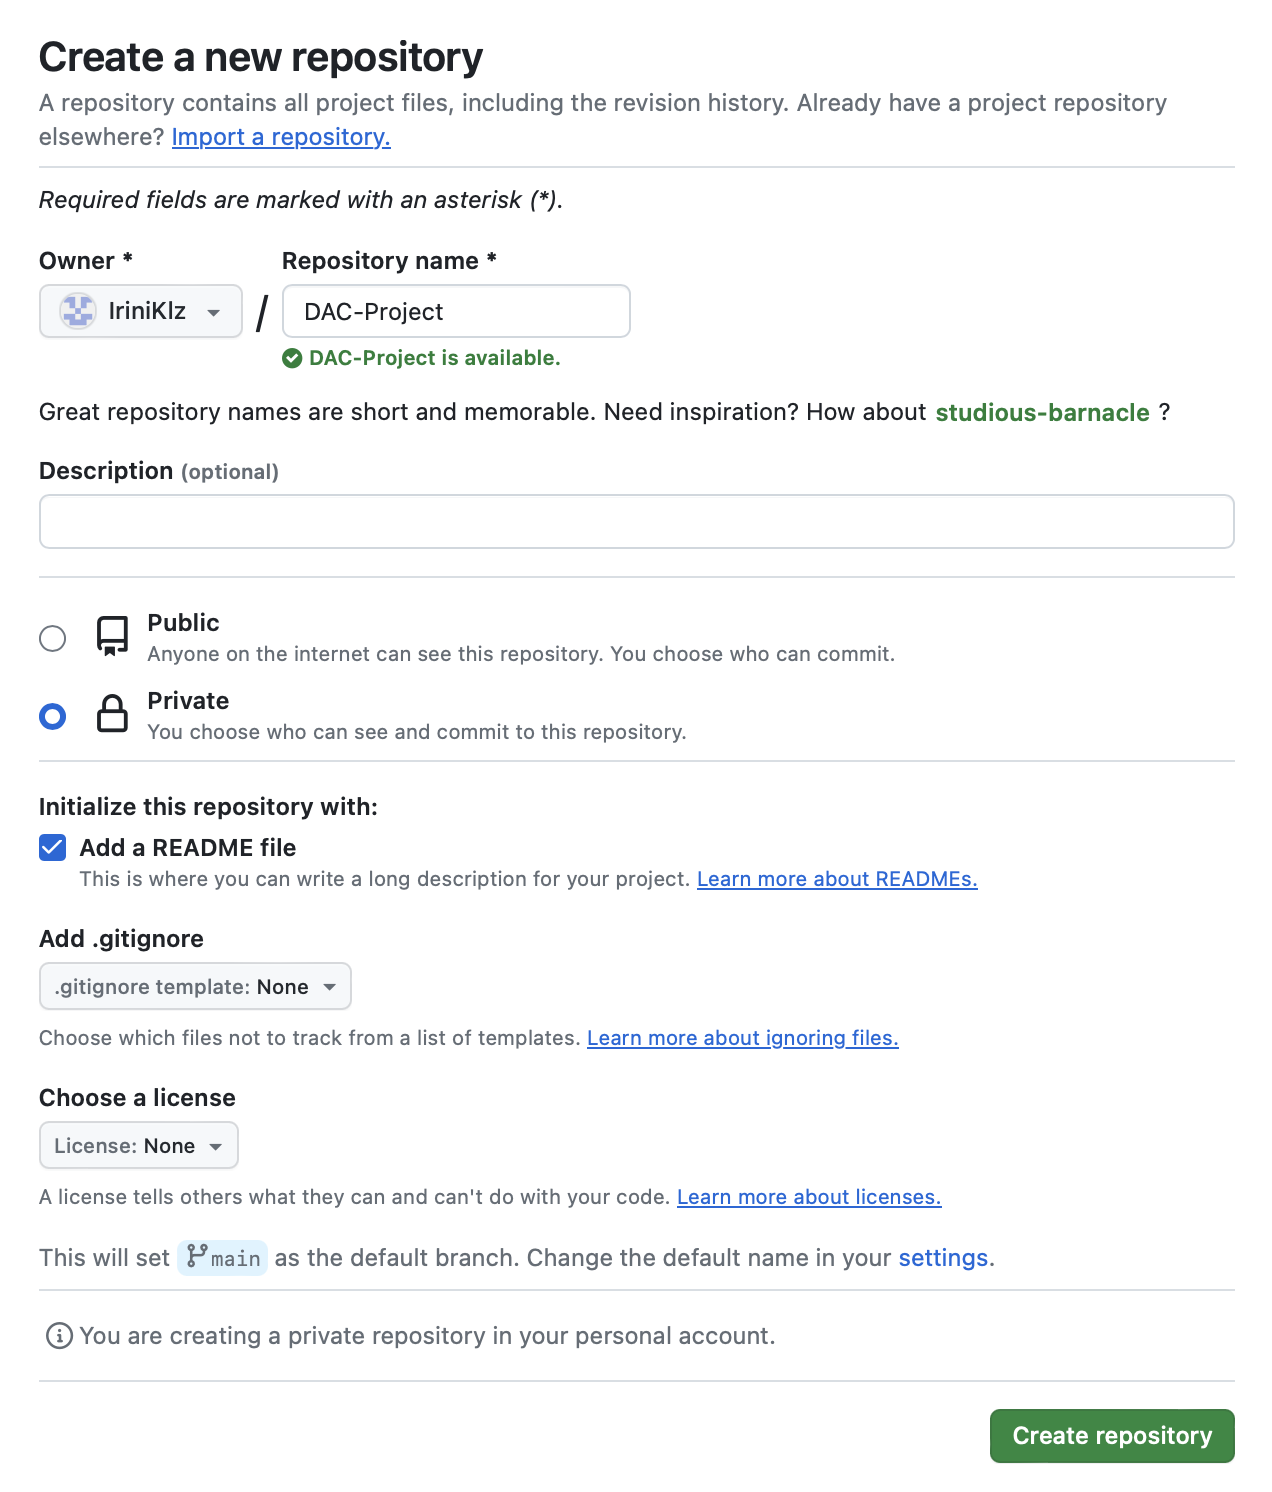 Create a new repository
A repository contains all project files, including the revision history. Already have a project repository
elsewhere? Import a repository.
Required fields are marked with an asterisk (*).
Owner * Repository name *
IriniKlz / DAC-Project
DAC-Project is available.
Great repository names are short and memorable. Need inspiration? How about studious-barnacle ?
Description (optional)
Public
Anyone on the internet can see this repository. You choose who can commit.
Private
You choose who can see and commit to this repository.
Initialize this repository with:
Add a README file
This is where you can write a long description for your project. Learn more about READMEs.
Add .gitignore
.gitignore template: None
Choose which files not to track from a list of templates. Learn more about ignoring files.
Choose a license
License: None
A license tells others what they can and can't do with your code. Learn more about licenses.
This will set main as the default branch. Change the default name in your settings.
You are creating a private repository in your personal account.
Create repository